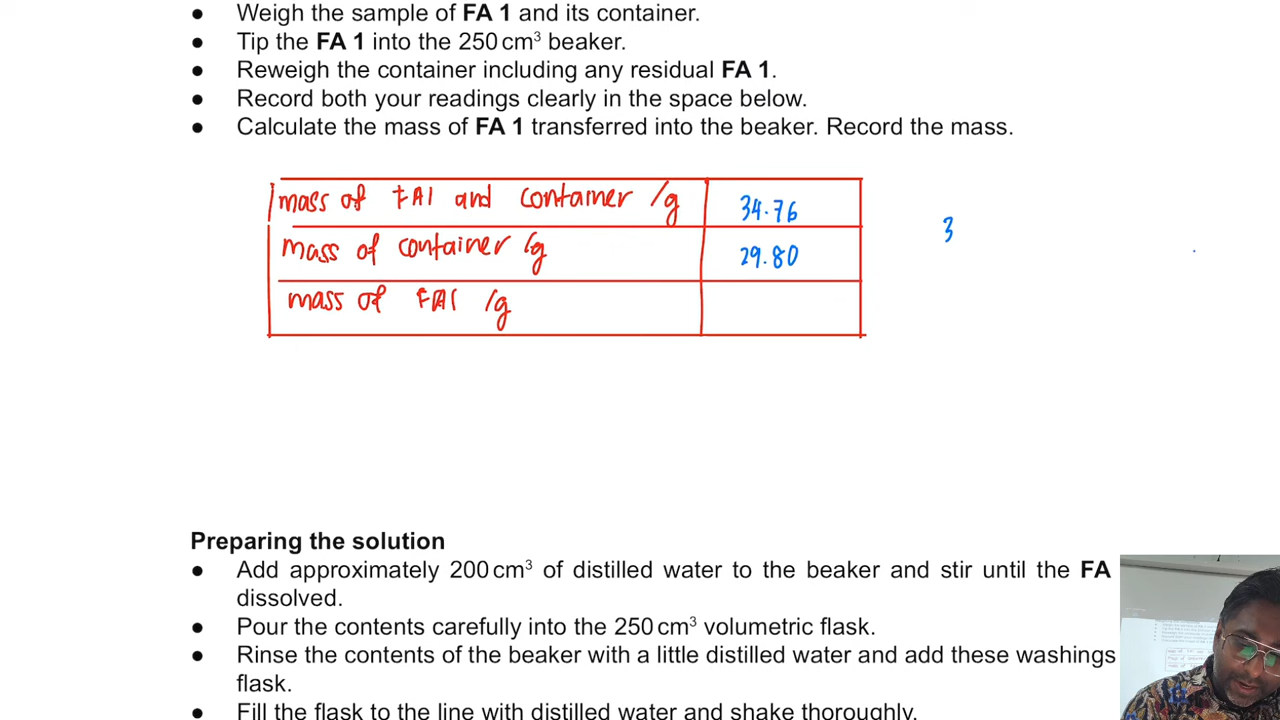 ● Weigh the sample of FA 1 and its container.
● Tip the FA 1 into the 250 cm³ beaker.
● Reweigh the container including any residual FA 1.
● Record both your readings clearly in the space below.
● Calculate the mass of FA 1 transferred into the beaker. Record the mass.
mass of FA1 and container /g 34.76
3
mass of container /g 29.80
mass of FA1 /g
Preparing the solution
● Add approximately 200 cm³ of distilled water to the beaker and stir until the FA
dissolved.
● Pour the contents carefully into the 250 cm³ volumetric flask.
● Rinse the contents of the beaker with a little distilled water and add these washings
flask.
● Fill the flask to the line with distilled water and shake thoroughly.